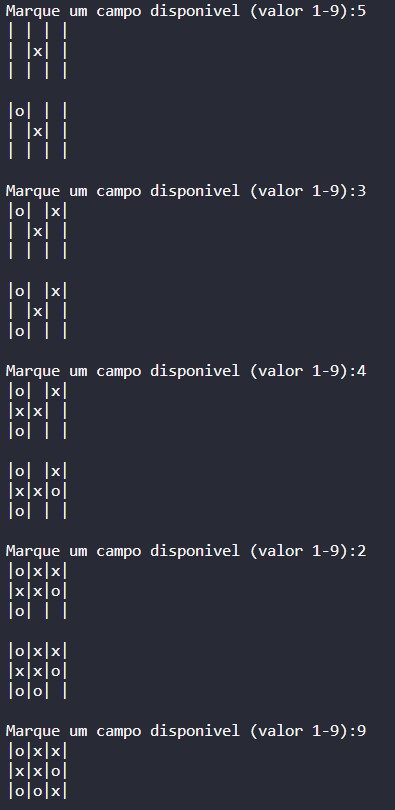 Marque um campo disponivel (valor 1-9):5
| | | |
| |x| |
| | | |

|o| | |
| |x| |
| | | |

Marque um campo disponivel (valor 1-9):3
|o| |x|
| |x| |
| | | |

|o| |x|
| |x| |
|o| | |

Marque um campo disponivel (valor 1-9):4
|o| |x|
|x|x| |
|o| | |

|o| |x|
|x|x|o|
|o| | |

Marque um campo disponivel (valor 1-9):2
|o|x|x|
|x|x|o|
|o| | |

|o|x|x|
|x|x|o|
|o|o| |

Marque um campo disponivel (valor 1-9):9
|o|x|x|
|x|x|o|
|o|o|x|